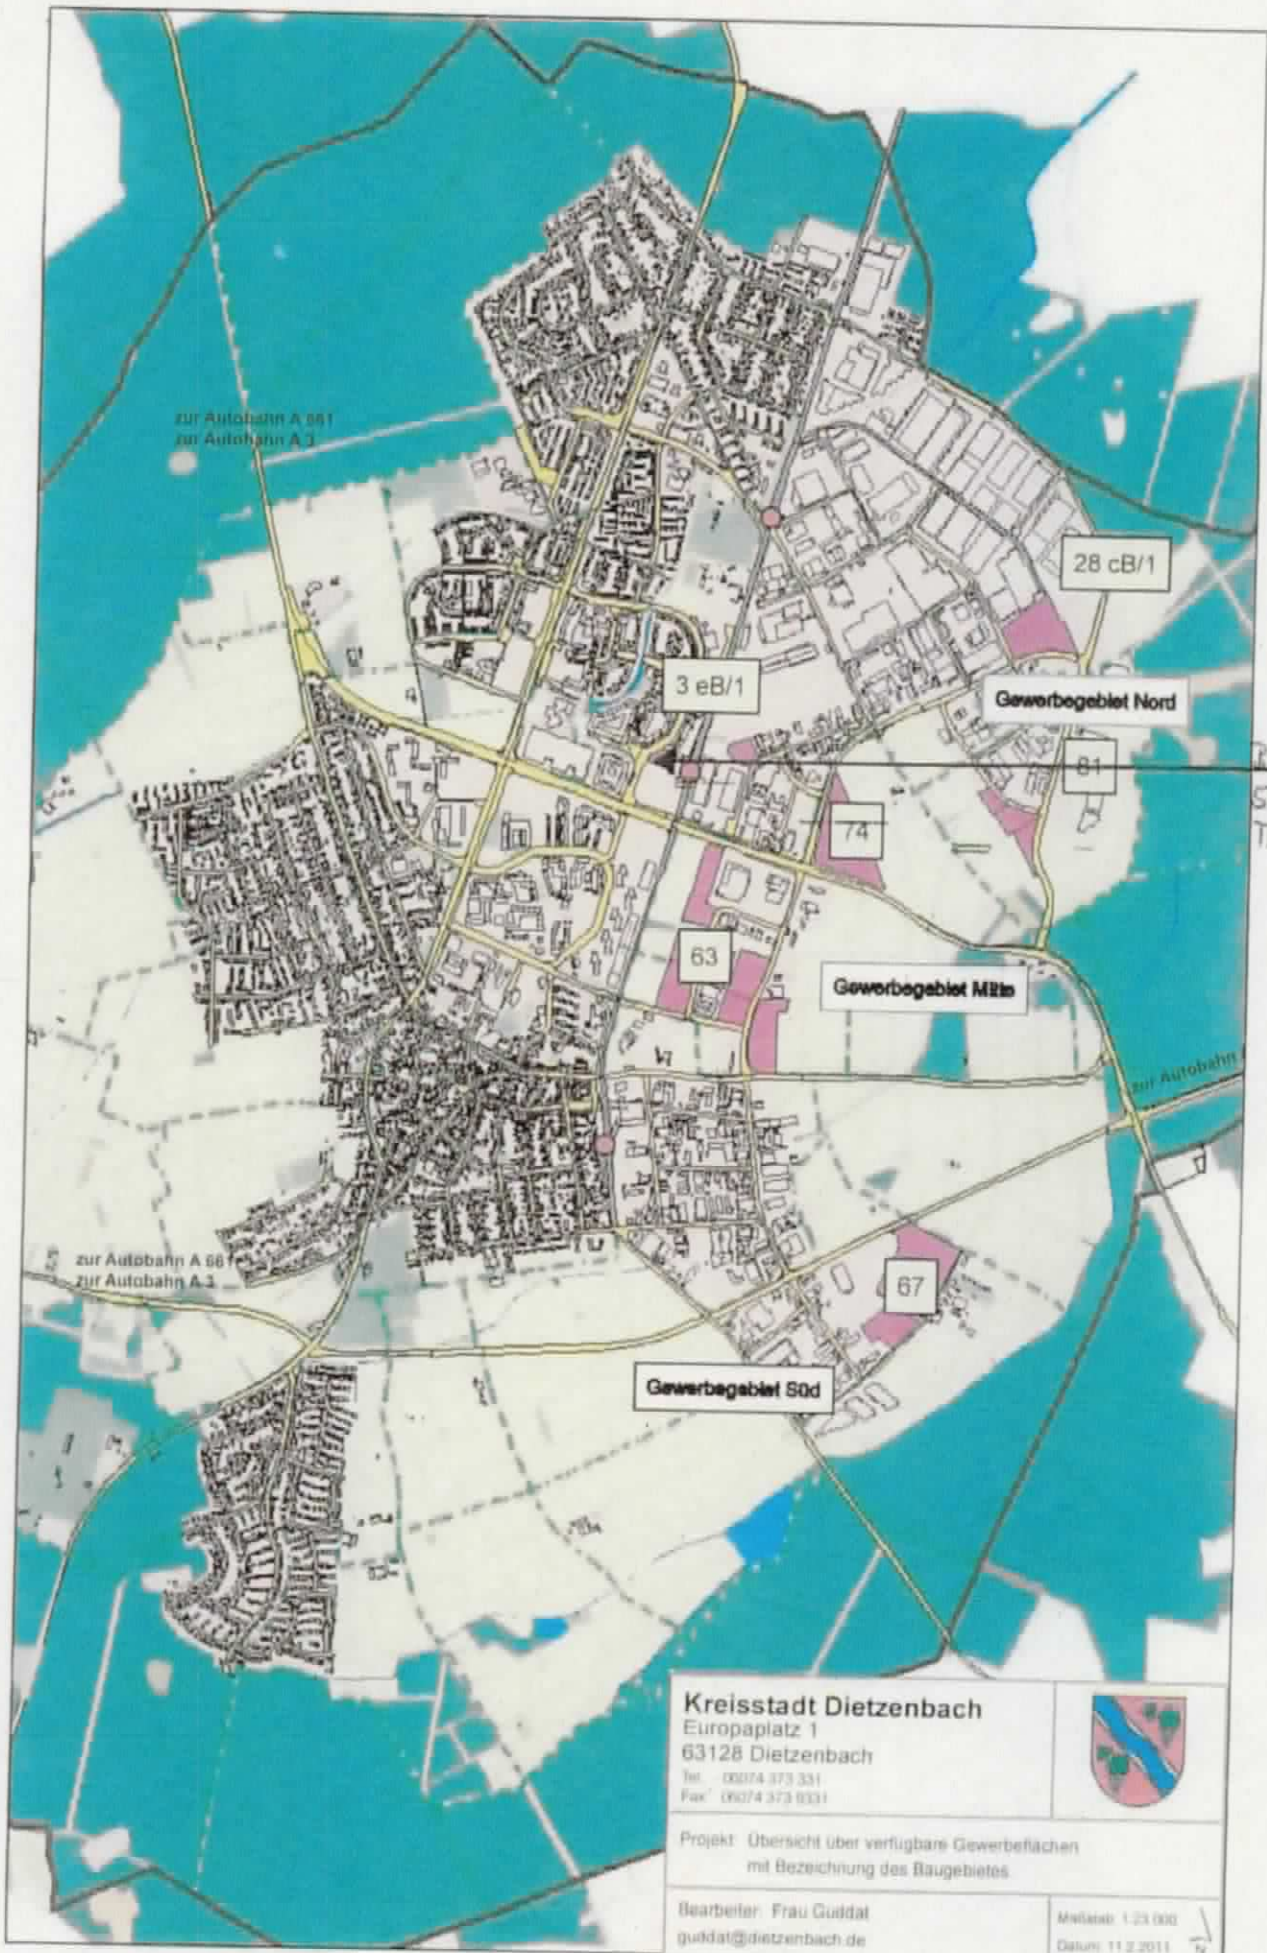 zur Autobahn A 661
zur Autobahn A 3
28 cB/1
3 eB/1
Gewerbegebiet Nord
81
74
63
Gewerbegebiet Mitte
zur Autobahn
zur Autobahn A 661
zur Autobahn A 3
67
Gewerbegebiet Süd
Kreisstadt Dietzenbach
Europaplatz 1
63128 Dietzenbach
Tel. 06074 373 331
Fax: 06074 373 9331
Projekt: Übersicht über verfügbare Gewerbeflächen
mit Bezeichnung des Baugebietes
Bearbeiter: Frau Guddat
guddat@dietzenbach.de
Maßstab: 1:23.000
Datum: 11.2.2011
N